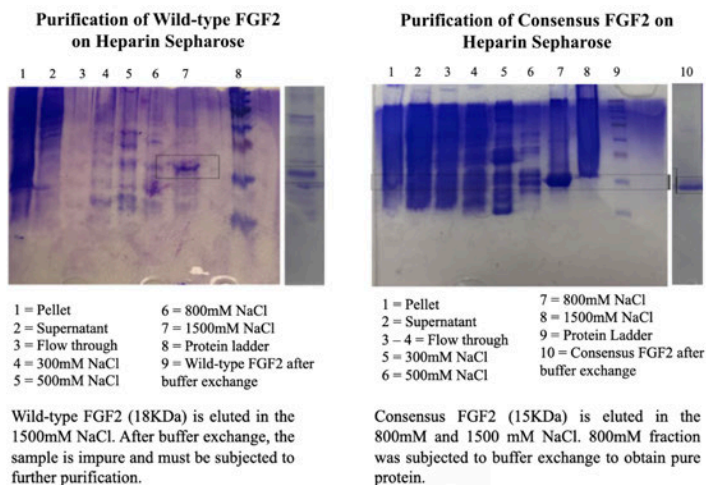 Purification of Wild-type FGF2
on Heparin Sepharose
1 2 3 4 5 6 7 8
1 = Pellet
2 = Supernatant
3 = Flow through
4 = 300mM NaCl
5 = 500mM NaCl
6 = 800mM NaCl
7 = 1500mM NaCl
8 = Protein ladder
9 = Wild-type FGF2 after
buffer exchange
Wild-type FGF2 (18KDa) is eluted in the
1500mM NaCl. After buffer exchange, the
sample is impure and must be subjected to
further purification.
Purification of Consensus FGF2 on
Heparin Sepharose
1 2 3 4 5 6 7 8 9 10
1 = Pellet
2 = Supernatant
3 – 4 = Flow through
5 = 300mM NaCl
6 = 500mM NaCl
7 = 800mM NaCl
8 = 1500mM NaCl
9 = Protein Ladder
10 = Consensus FGF2 after
buffer exchange
Consensus FGF2 (15KDa) is eluted in the
800mM and 1500 mM NaCl. 800mM fraction
was subjected to buffer exchange to obtain pure
protein.